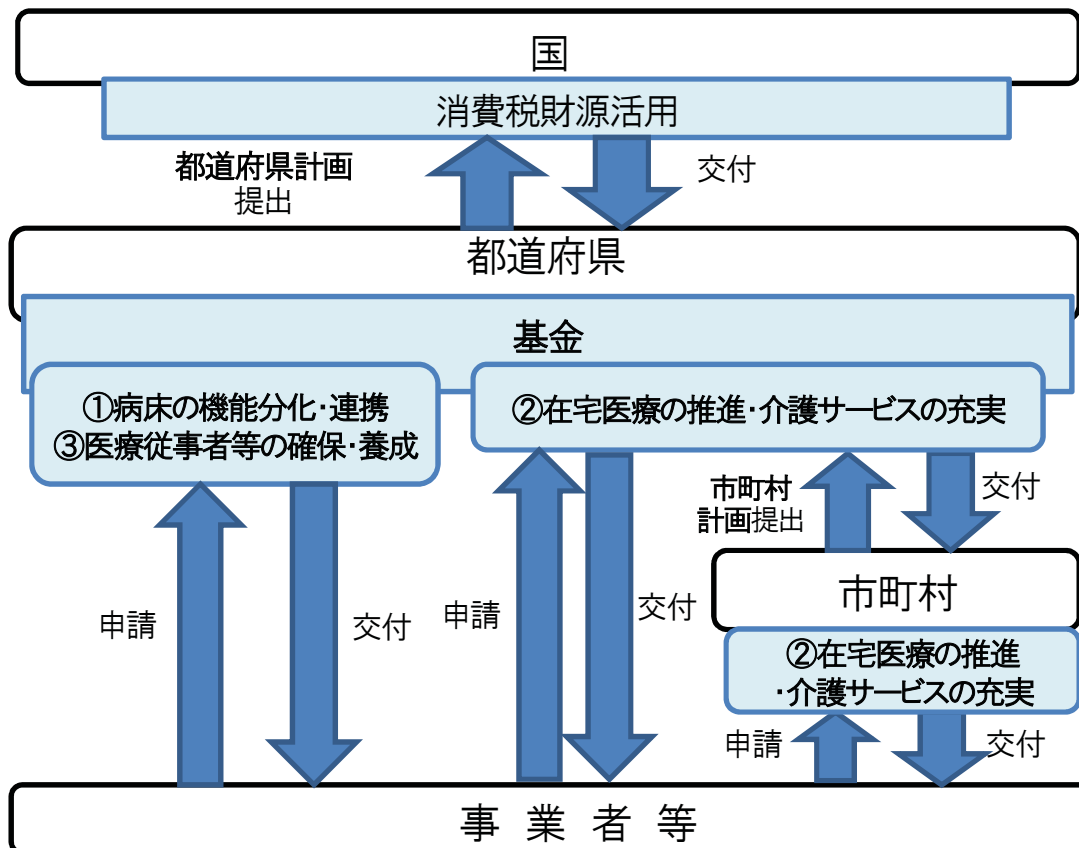 国
消費税財源活用
都道府県計画
提出
交付
都道府県
基金
①病床の機能分化・連携
③医療従事者等の確保・養成
②在宅医療の推進・介護サービスの充実
市町村
計画提出
交付
市町村
②在宅医療の推進
・介護サービスの充実
申請
交付
申請
交付
申請
交付
事業者等